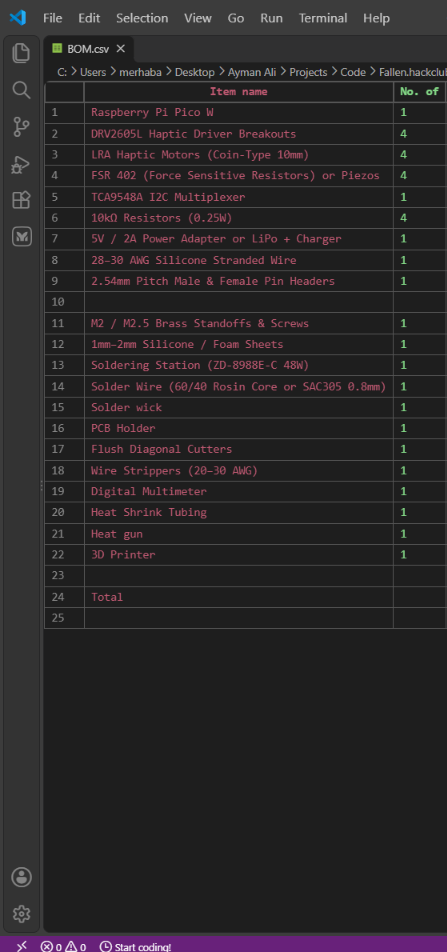 File Edit Selection View Go Run Terminal Help
BOM.csv
C: > Users > merhaba > Desktop > Ayman Ali > Projects > Code > Fallen.hackclub
Item name No. of
1 Raspberry Pi Pico W 1
2 DRV2605L Haptic Driver Breakouts 4
3 LRA Haptic Motors (Coin-Type 10mm) 4
4 FSR 402 (Force Sensitive Resistors) or Piezos 4
5 TCA9548A I2C Multiplexer 1
6 10kΩ Resistors (0.25W) 4
7 5V / 2A Power Adapter or LiPo + Charger 1
8 28–30 AWG Silicone Stranded Wire 1
9 2.54mm Pitch Male & Female Pin Headers 1
10
11 M2 / M2.5 Brass Standoffs & Screws 1
12 1mm–2mm Silicone / Foam Sheets 1
13 Soldering Station (ZD-8988E-C 48W) 1
14 Solder Wire (60/40 Rosin Core or SAC305 0.8mm) 1
15 Solder wick 1
16 PCB Holder 1
17 Flush Diagonal Cutters 1
18 Wire Strippers (20–30 AWG) 1
19 Digital Multimeter 1
20 Heat Shrink Tubing 1
21 Heat gun 1
22 3D Printer 1
23
24 Total
25
0 0 Start coding!